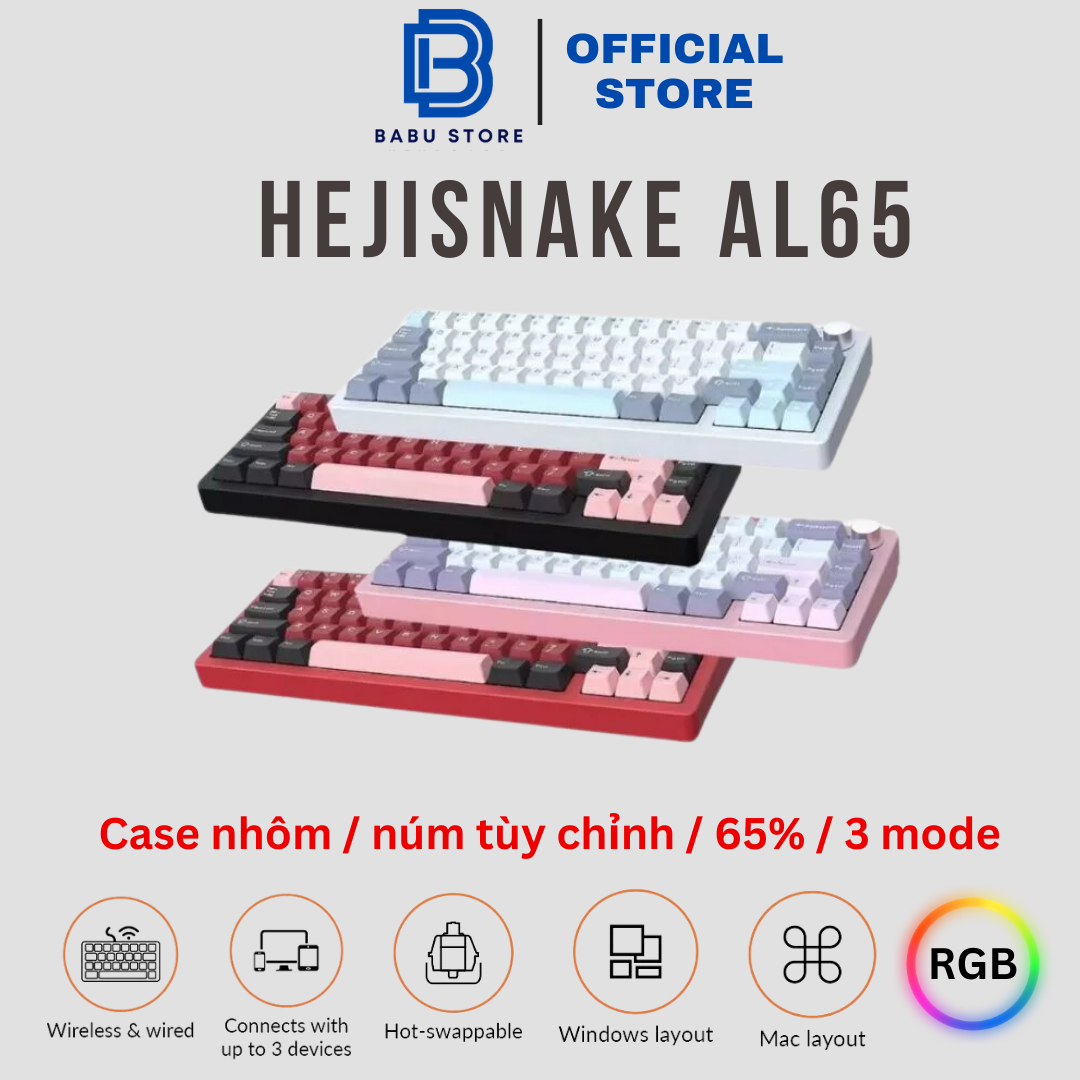 BABU STORE
OFFICIAL
STORE
HEJISNAKE AL65
Case nhôm / núm tùy chỉnh / 65% / 3 mode
Wireless & wired
Connects with
up to 3 devices
Hot-swappable
Windows layout
Mac layout
RGB